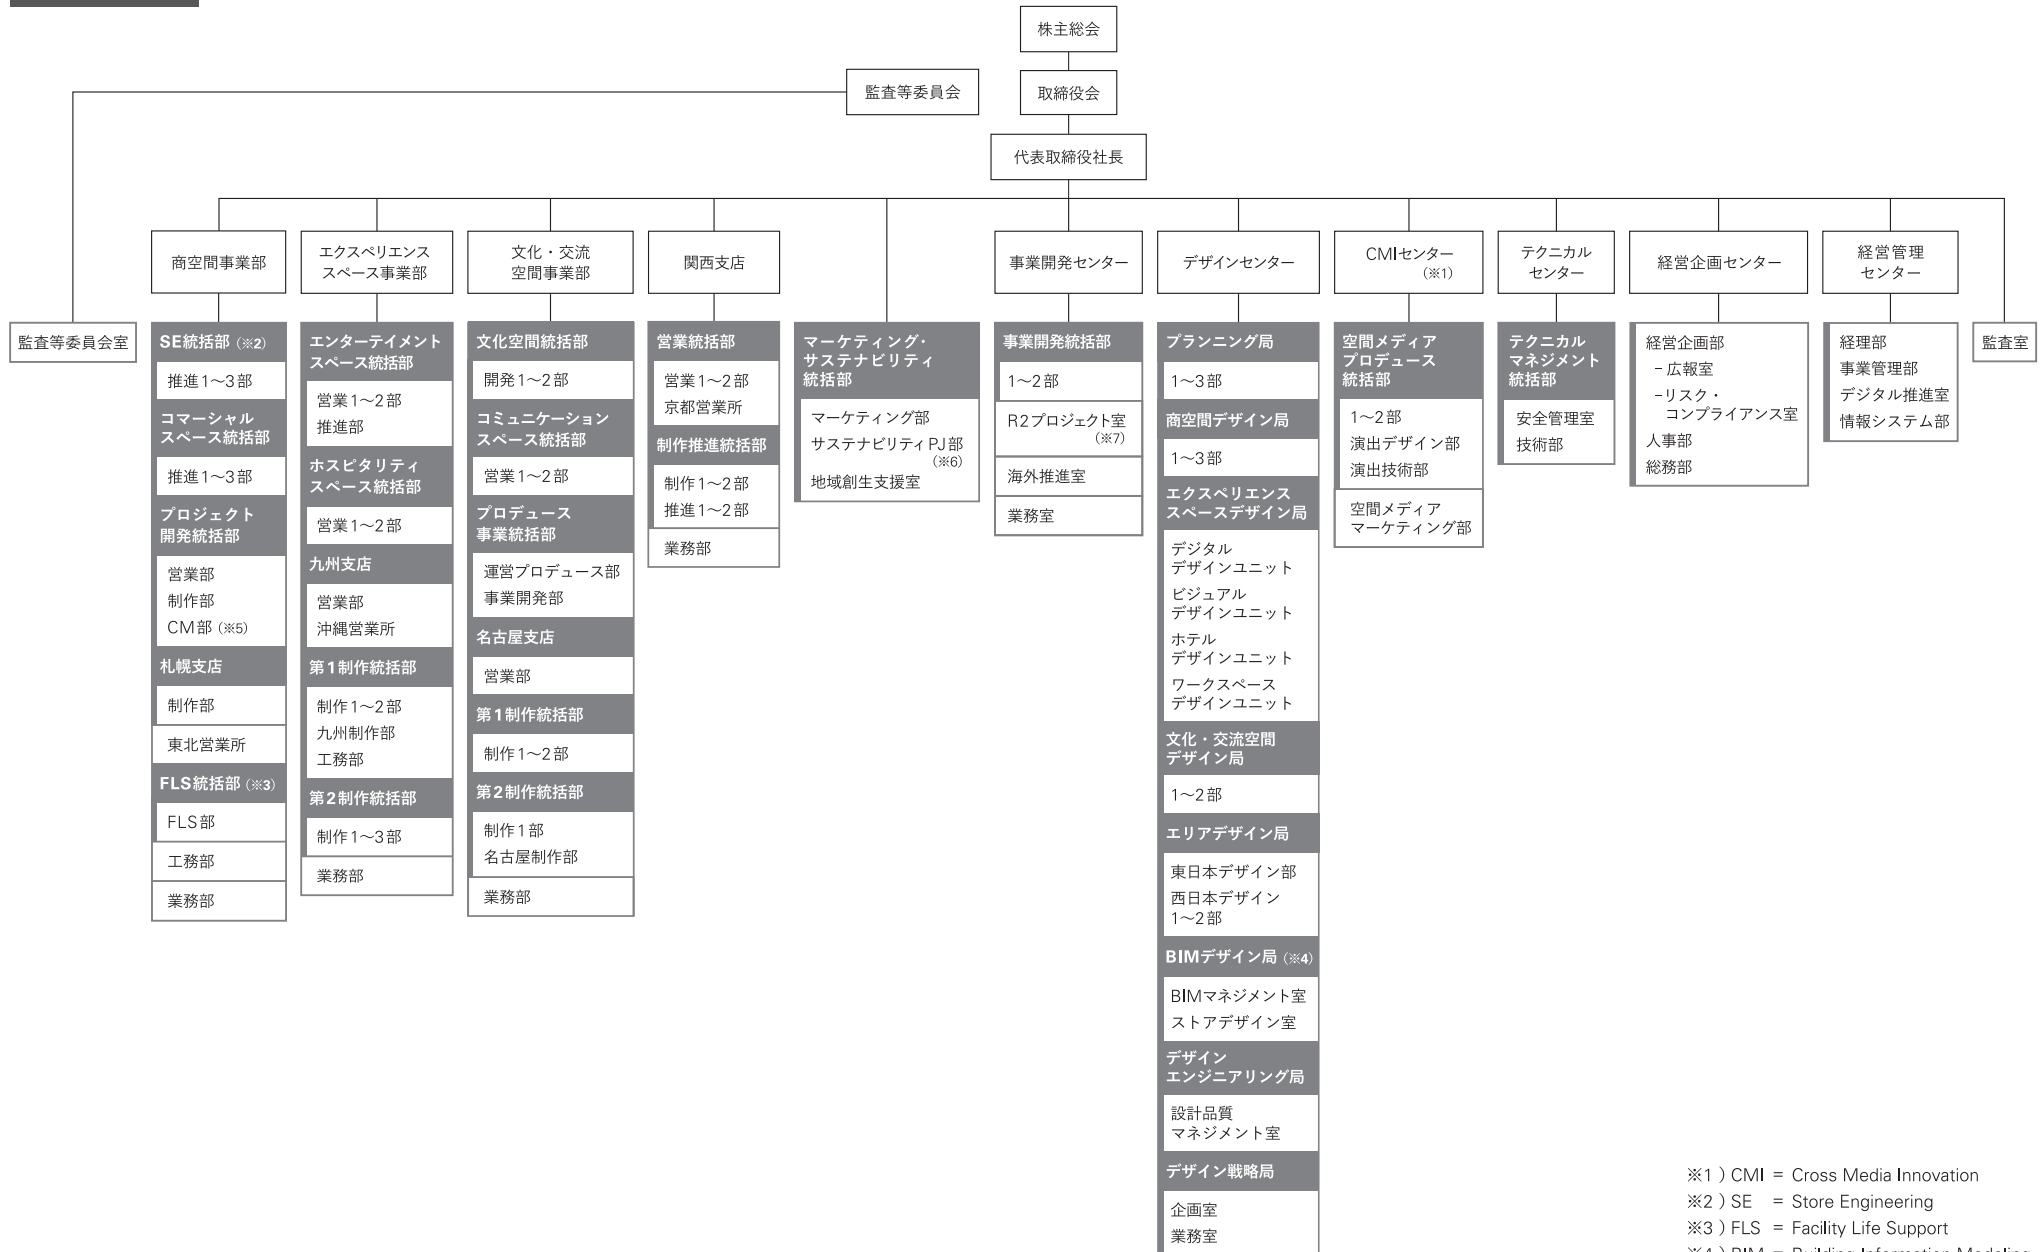 株主総会
監査等委員会
取締役会
代表取締役社長
監査等委員会室
商空間事業部
SE統括部（※2）
推進1～3部
コマーシャル
スペース統括部
推進1～3部
プロジェクト
開発統括部
営業部
制作部
CM部（※5）
札幌支店
制作部
東北営業所
FLS統括部（※3）
FLS部
工務部
業務部
エクスペリエンス
スペース事業部
エンターテイメント
スペース統括部
営業1～2部
推進部
ホスピタリティ
スペース統括部
営業1～2部
九州支店
営業部
沖縄営業所
第1制作統括部
制作1～2部
九州制作部
工務部
第2制作統括部
制作1～3部
業務部
文化・交流
空間事業部
文化空間統括部
開発1～2部
コミュニケーション
スペース統括部
営業1～2部
プロデュース
事業統括部
運営プロデュース部
事業開発部
名古屋支店
営業部
第1制作統括部
制作1～2部
第2制作統括部
制作1部
名古屋制作部
業務部
関西支店
営業統括部
営業1～2部
京都営業所
制作推進統括部
制作1～2部
推進1～2部
業務部
マーケティング・
サステナビリティ
統括部
マーケティング部
サステナビリティPJ部
（※6）
地域創生支援室
事業開発センター
事業開発統括部
1～2部
R2プロジェクト室
（※7）
海外推進室
業務室
デザインセンター
プランニング局
1～3部
商空間デザイン局
1～3部
エクスペリエンス
スペースデザイン局
デジタル
デザインユニット
ビジュアル
デザインユニット
ホテル
デザインユニット
ワークスペース
デザインユニット
文化・交流空間
デザイン局
1～2部
エリアデザイン局
東日本デザイン部
西日本デザイン
1～2部
BIMデザイン局（※4）
BIMマネジメント室
ストアデザイン室
デザイン
エンジニアリング局
設計品質
マネジメント室
デザイン戦略局
企画室
業務室
CMIセンター
（※1）
空間メディア
プロデュース
統括部
1～2部
演出デザイン部
演出技術部
空間メディア
マーケティング部
テクニカル
センター
テクニカル
マネジメント
統括部
安全管理室
技術部
経営企画センター
経営企画部
－広報室
－リスク・
コンプライアンス室
人事部
総務部
経営管理
センター
経理部
事業管理部
デジタル推進室
情報システム部
監査室
※1 ) CMI = Cross Media Innovation
※2 ) SE = Store Engineering
※3 ) FLS = Facility Life Support
※4 ) BIM = Building Information Modeling